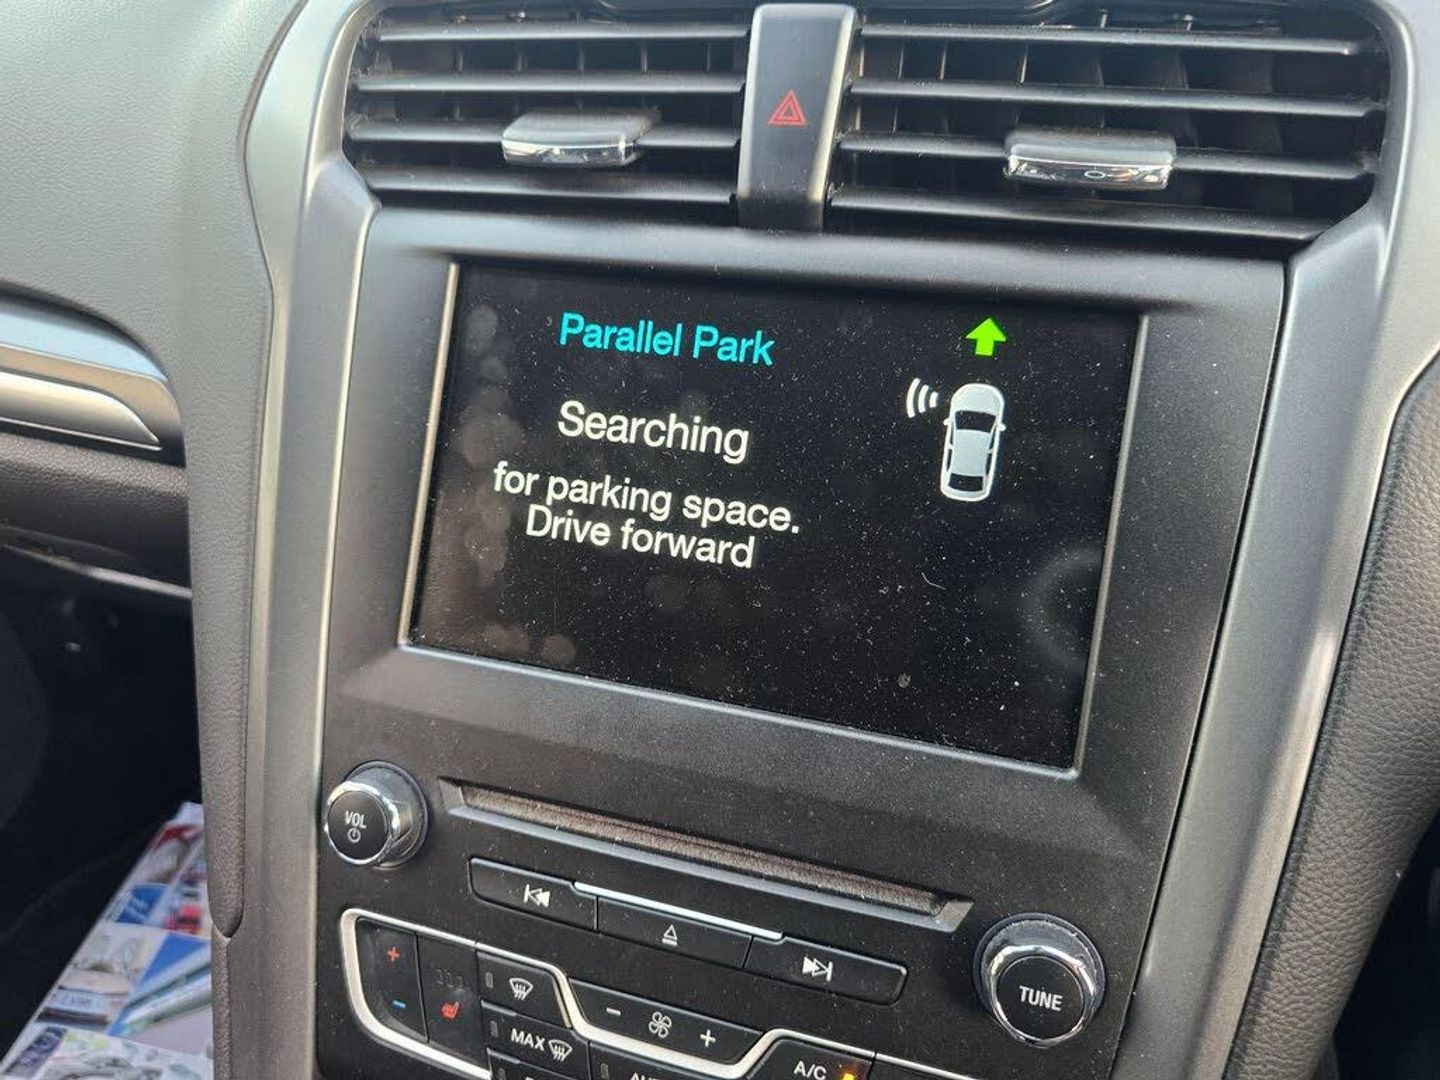 Parallel Park
Searching
for parking space.
Drive forward
VOL
TUNE
MAX
A/C